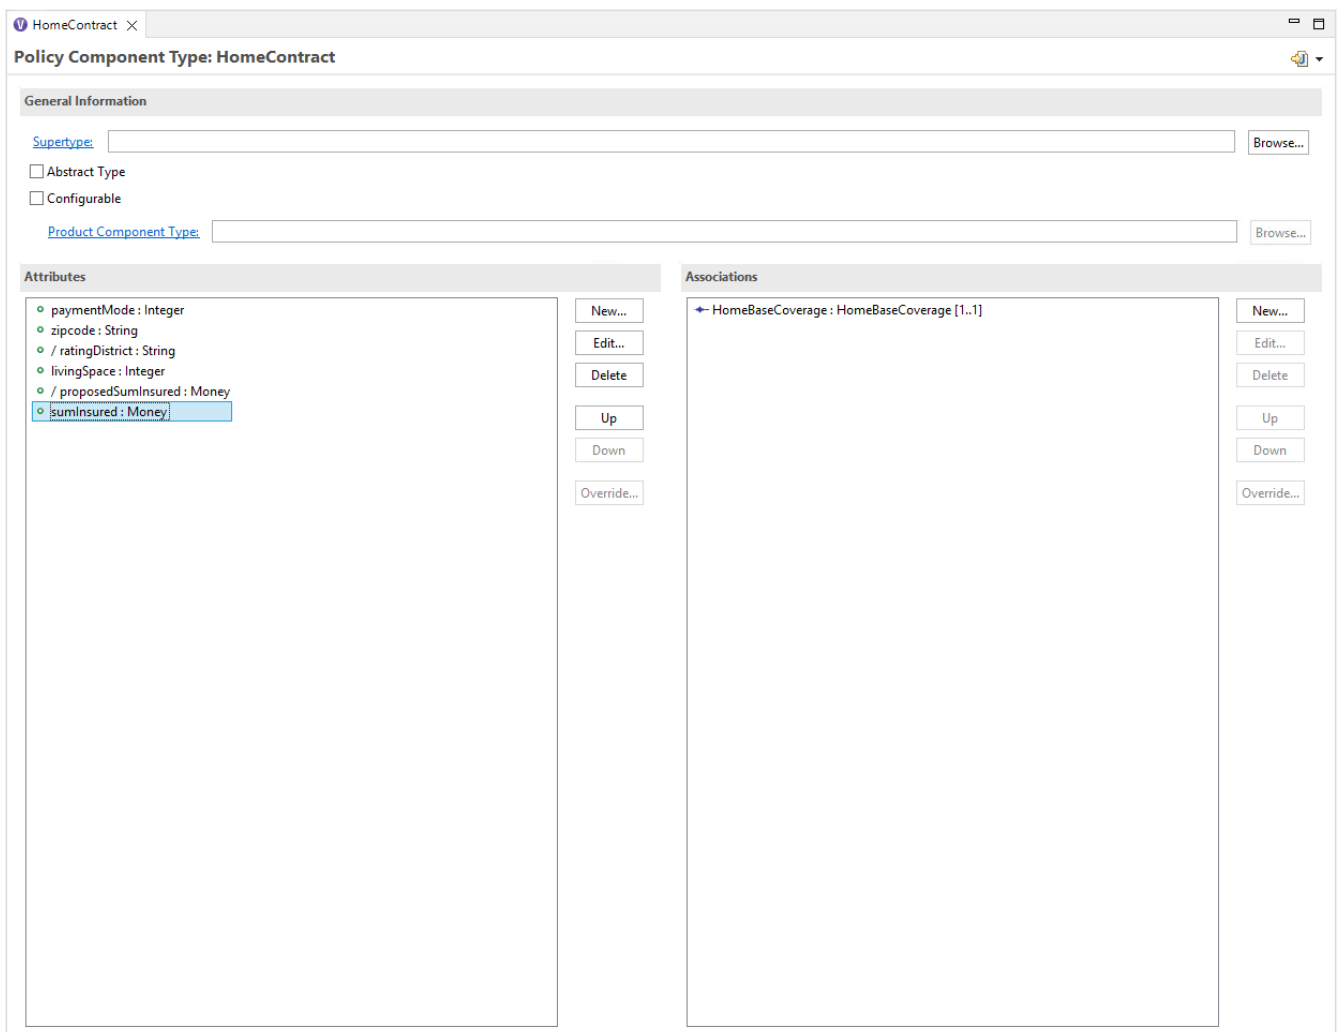 HomeContract
Policy Component Type: HomeContract
General Information
Supertype:
Browse...
Abstract Type
Configurable
Product Component Type:
Browse...
Attributes
paymentMode : Integer
zipcode : String
/ ratingDistrict : String
livingSpace : Integer
/ proposedSumInsured : Money
sumInsured : Money
New...
Edit...
Delete
Up
Down
Override...
Associations
HomeBaseCoverage : HomeBaseCoverage [1..1]
New...
Edit...
Delete
Up
Down
Override...